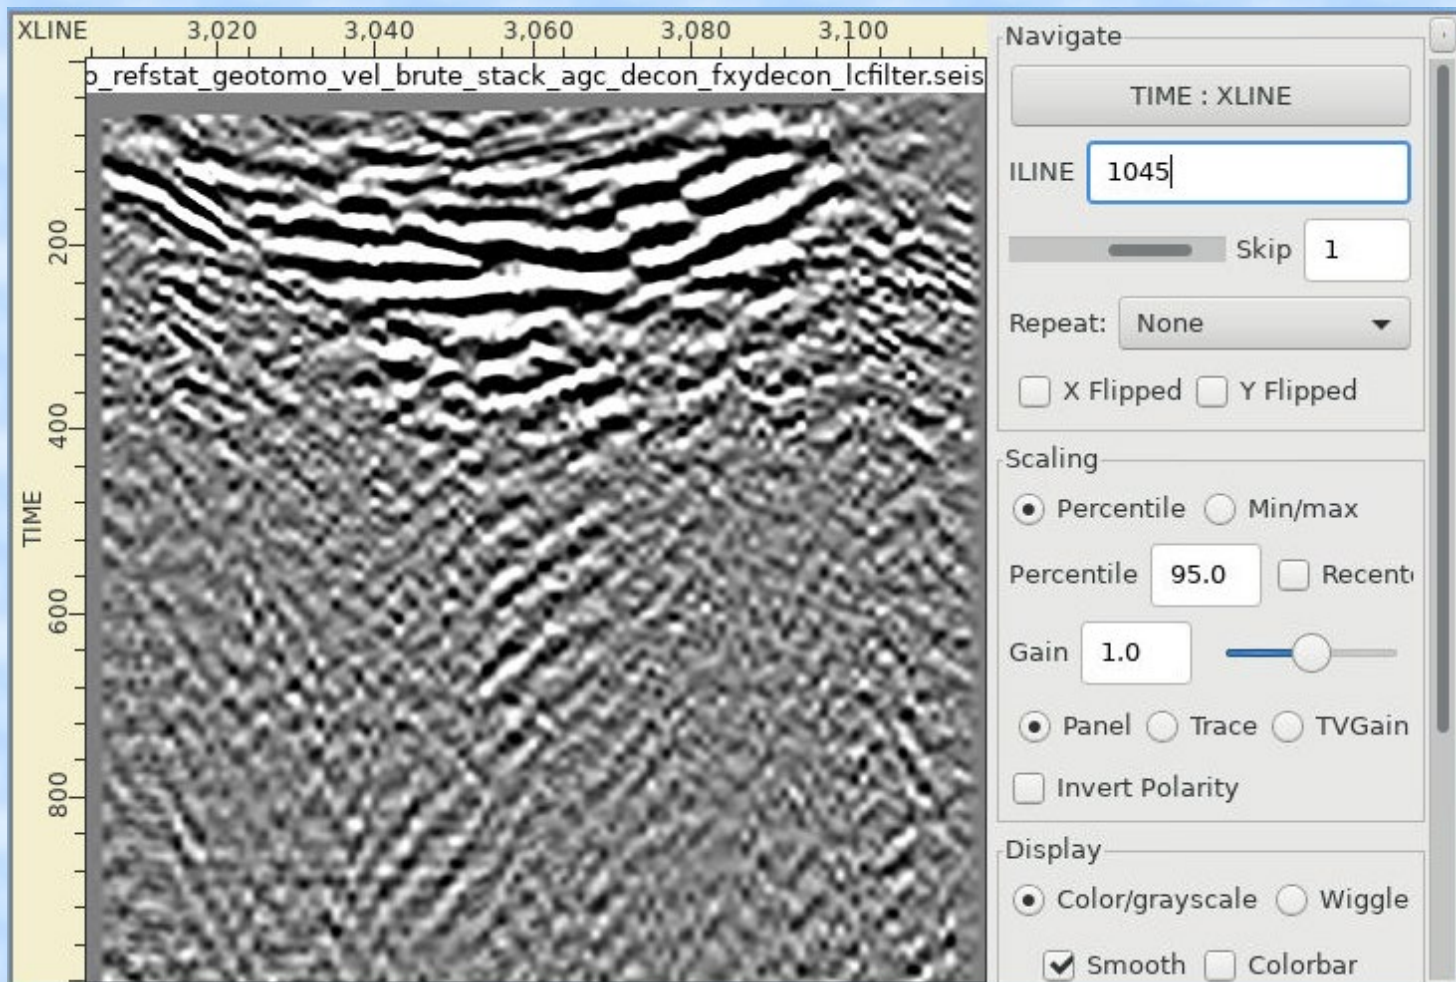 XLINE 3,020 3,040 3,060 3,080 3,100
o_refstat_geotomo_vel_brute_stack_agc_decon_fxydecon_lcfilter.seis
TIME
200
400
600
800
Navigate
TIME : XLINE
ILINE 1045
Skip 1
Repeat: None
X Flipped Y Flipped
Scaling
Percentile Min/max
Percentile 95.0 Recent
Gain 1.0
Panel Trace TVGain
Invert Polarity
Display
Color/grayscale Wiggle
Smooth Colorbar